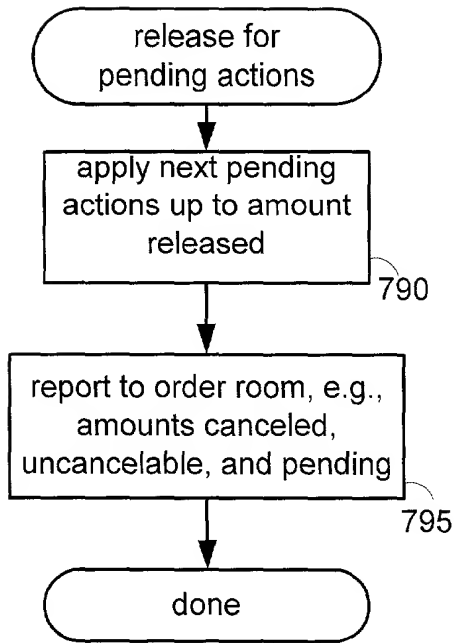 release for
pending actions
apply next pending
actions up to amount
released
790
report to order room, e.g.,
amounts canceled,
uncancelable, and pending
795
done